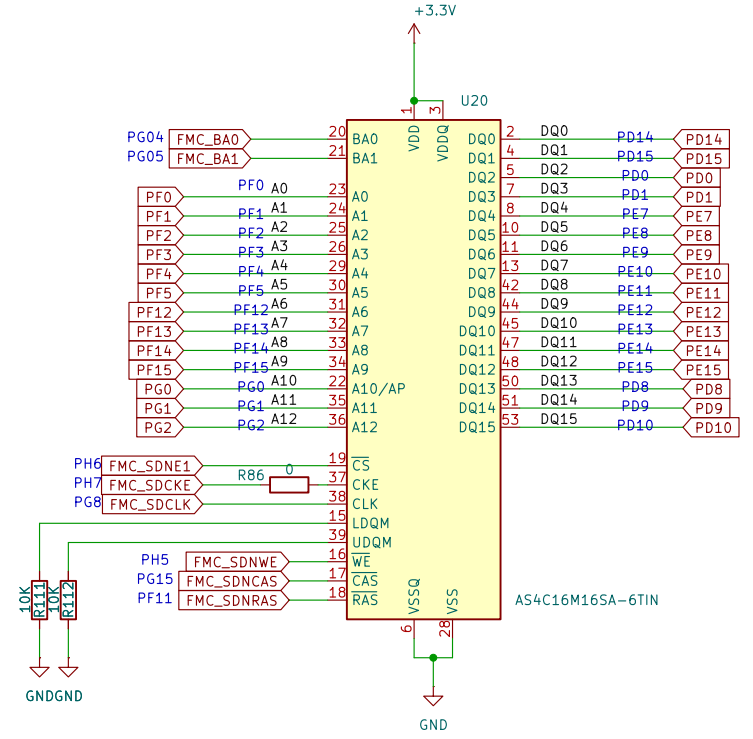 +3.3V
U20
1 3
VDD VDDQ
PG04 FMC_BA0 20 BA0 DQ0 2 DQ0 PD14 PD14
PG05 FMC_BA1 21 BA1 DQ1 4 DQ1 PD15 PD15
DQ2 5 DQ2 PD0 PD0
PF0 PF0 A0 23 A0 DQ3 7 DQ3 PD1 PD1
PF1 PF1 A1 24 A1 DQ4 8 DQ4 PE7 PE7
PF2 PF2 A2 25 A2 DQ5 10 DQ5 PE8 PE8
PF3 PF3 A3 26 A3 DQ6 11 DQ6 PE9 PE9
PF4 PF4 A4 29 A4 DQ7 13 DQ7 PE10 PE10
PF5 PF5 A5 30 A5 DQ8 42 DQ8 PE11 PE11
PF12 PF12 A6 31 A6 DQ9 44 DQ9 PE12 PE12
PF13 PF13 A7 32 A7 DQ10 45 DQ10 PE13 PE13
PF14 PF14 A8 33 A8 DQ11 47 DQ11 PE14 PE14
PF15 PF15 A9 34 A9 DQ12 48 DQ12 PE15 PE15
PG0 PG0 A10 22 A10/AP DQ13 50 DQ13 PD8 PD8
PG1 PG1 A11 35 A11 DQ14 51 DQ14 PD9 PD9
PG2 PG2 A12 36 A12 DQ15 53 DQ15 PD10 PD10
PH6 FMC_SDNE1 19 CS
PH7 FMC_SDCKE R86 0 37 CKE
PG8 FMC_SDCLK 38 CLK
15 LDQM
39 UDQM
PH5 FMC_SDNWE 16 WE
PG15 FMC_SDNCAS 17 CAS
PF11 FMC_SDNRAS 18 RAS
10K R111 10K R112
VSSQ VSS
6 28
AS4C16M16SA-6TIN
GND GND
GND